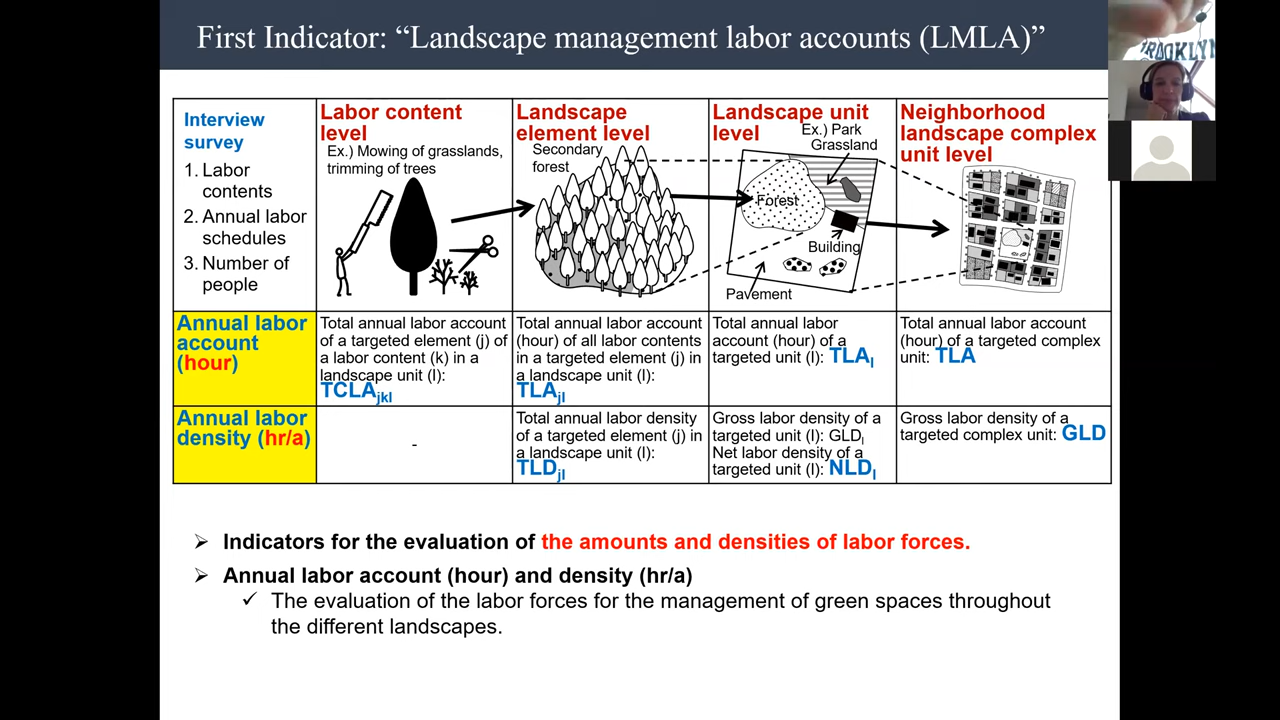 First Indicator: “Landscape management labor accounts (LMLA)”
BROOKLYN
Interview
survey
1. Labor
contents
2. Annual labor
schedules
3. Number of
people
Labor content
level
Ex.) Mowing of grasslands,
trimming of trees
Landscape
element level
Secondary
forest
Landscape unit
level
Ex.) Park
Grassland
Forest
Building
Pavement
Neighborhood
landscape complex
unit level
Annual labor
account
(hour)
Total annual labor account
of a targeted element (j) of
a labor content (k) in a
landscape unit (l):
TCLAjkl
Total annual labor account
(hour) of all labor contents
in a targeted element (j) in
a landscape unit (l):
TLAjl
Total annual labor
account (hour) of a
targeted unit (l): TLAl
Total annual labor account
(hour) of a targeted complex
unit: TLA
Annual labor
density (hr/a)
-
Total annual labor density
of a targeted element (j) in
a landscape unit (l):
TLDjl
Gross labor density of a
targeted unit (l): GLDl
Net labor density of a
targeted unit (l): NLDl
Gross labor density of a
targeted complex unit: GLD
➢ Indicators for the evaluation of the amounts and densities of labor forces.
➢ Annual labor account (hour) and density (hr/a)
✓ The evaluation of the labor forces for the management of green spaces throughout
the different landscapes.